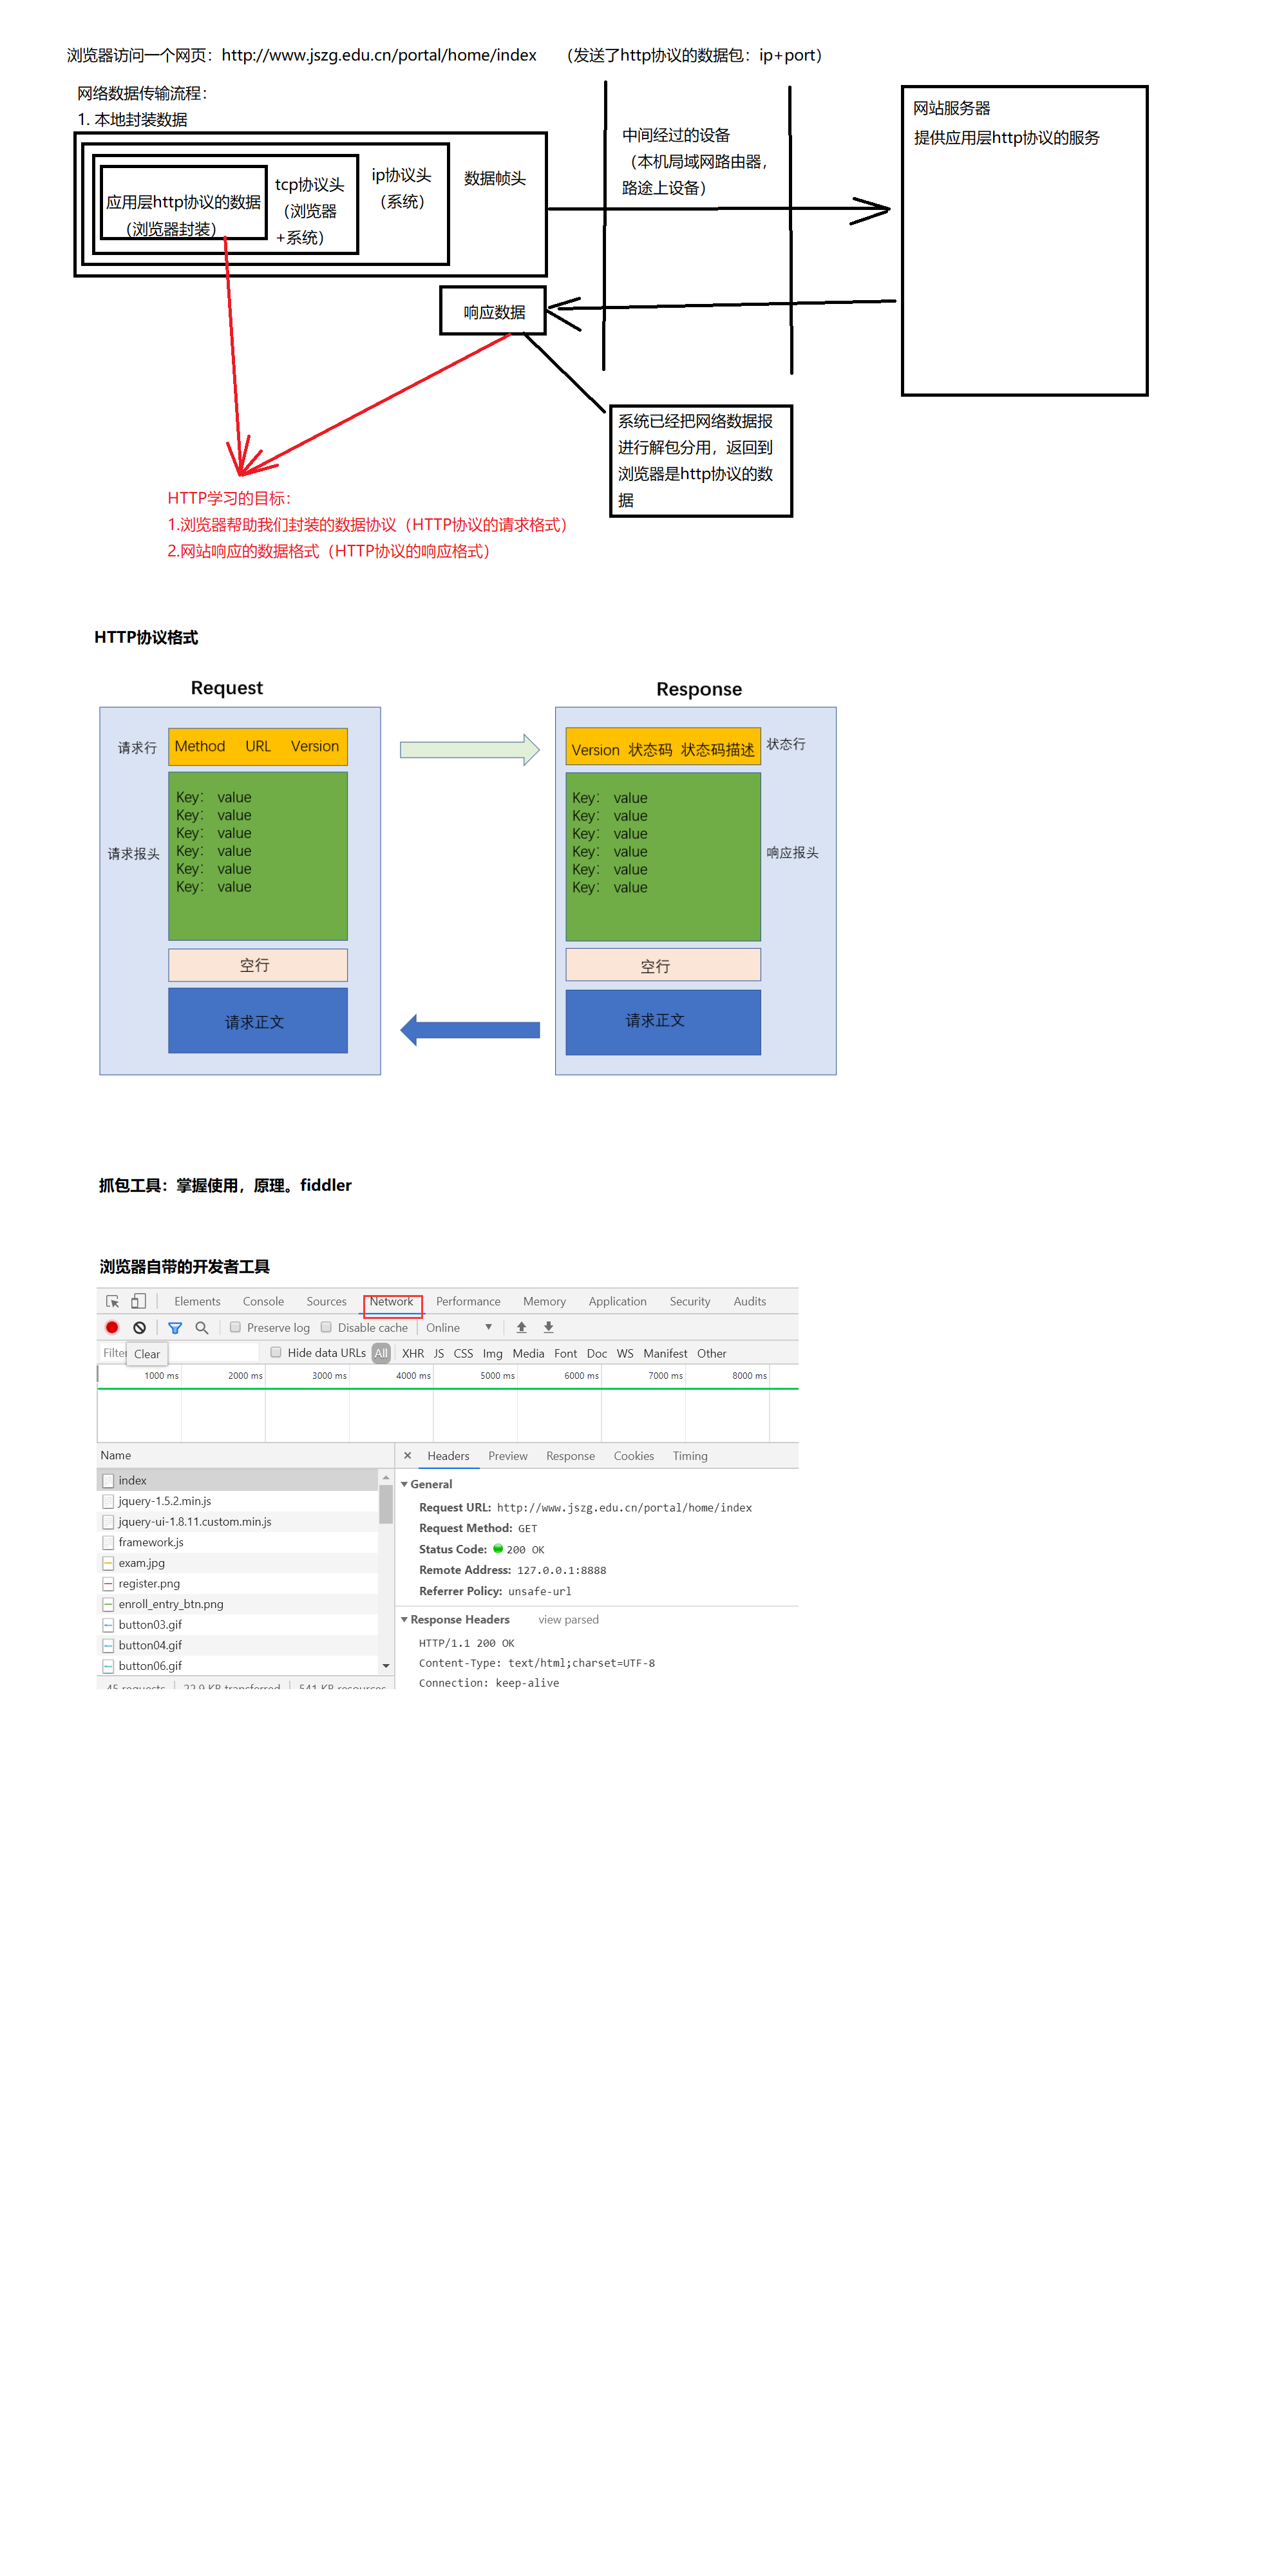 浏览器访问一个网页：http://www.jszg.edu.cn/portal/home/index （发送了http协议的数据包：ip+port）
网络数据传输流程：
1. 本地封装数据
应用层http协议的数据
（浏览器封装）
tcp协议头
（浏览器
+系统）
ip协议头
（系统）
数据帧头
中间经过的设备
（本机局域网路由器，
路途上设备）
网站服务器
提供应用层http协议的服务
响应数据
系统已经把网络数据报
进行解包分用，返回到
浏览器是http协议的数
据
HTTP学习的目标：
1.浏览器帮助我们封装的数据协议（HTTP协议的请求格式）
2.网站响应的数据格式（HTTP协议的响应格式）
HTTP协议格式
Request
请求行
Method URL Version
请求报头
Key： value
Key： value
Key： value
Key： value
Key： value
Key： value
空行
请求正文
Response
Version 状态码 状态码描述
状态行
Key： value
Key： value
Key： value
Key： value
Key： value
Key： value
响应报头
空行
请求正文
抓包工具：掌握使用，原理。fiddler
浏览器自带的开发者工具
Elements Console Sources Network Performance Memory Application Security Audits
Preserve log Disable cache Online
Filter Clear Hide data URLs All XHR JS CSS Img Media Font Doc WS Manifest Other
1000 ms 2000 ms 3000 ms 4000 ms 5000 ms 6000 ms 7000 ms 8000 ms
Name
index
jquery-1.5.2.min.js
jquery-ui-1.8.11.custom.min.js
framework.js
exam.jpg
register.png
enroll_entry_btn.png
button03.gif
button04.gif
button06.gif
45 requests 22.9 KB transferred 541 KB resources
× Headers Preview Response Cookies Timing
General
Request URL: http://www.jszg.edu.cn/portal/home/index
Request Method: GET
Status Code: 200 OK
Remote Address: 127.0.0.1:8888
Referrer Policy: unsafe-url
Response Headers view parsed
HTTP/1.1 200 OK
Content-Type: text/html;charset=UTF-8
Connection: keep-alive